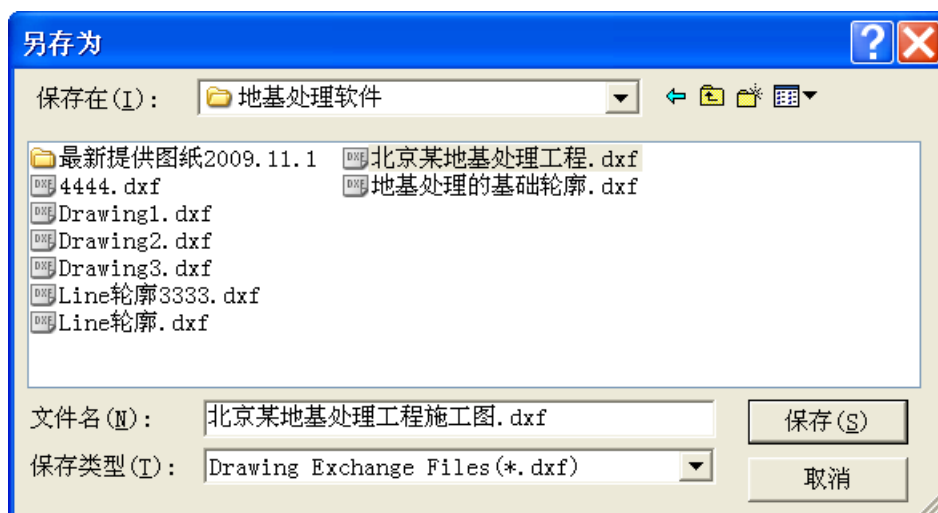 另存为
保存在(I): 地基处理软件
最新提供图纸2009.11.1
4444.dxf
Drawing1.dxf
Drawing2.dxf
Drawing3.dxf
Line轮廓3333.dxf
Line轮廓.dxf
北京某地基处理工程.dxf
地基处理的基础轮廓.dxf
文件名(N): 北京某地基处理工程施工图.dxf 保存(S)
保存类型(T): Drawing Exchange Files(*.dxf) 取消